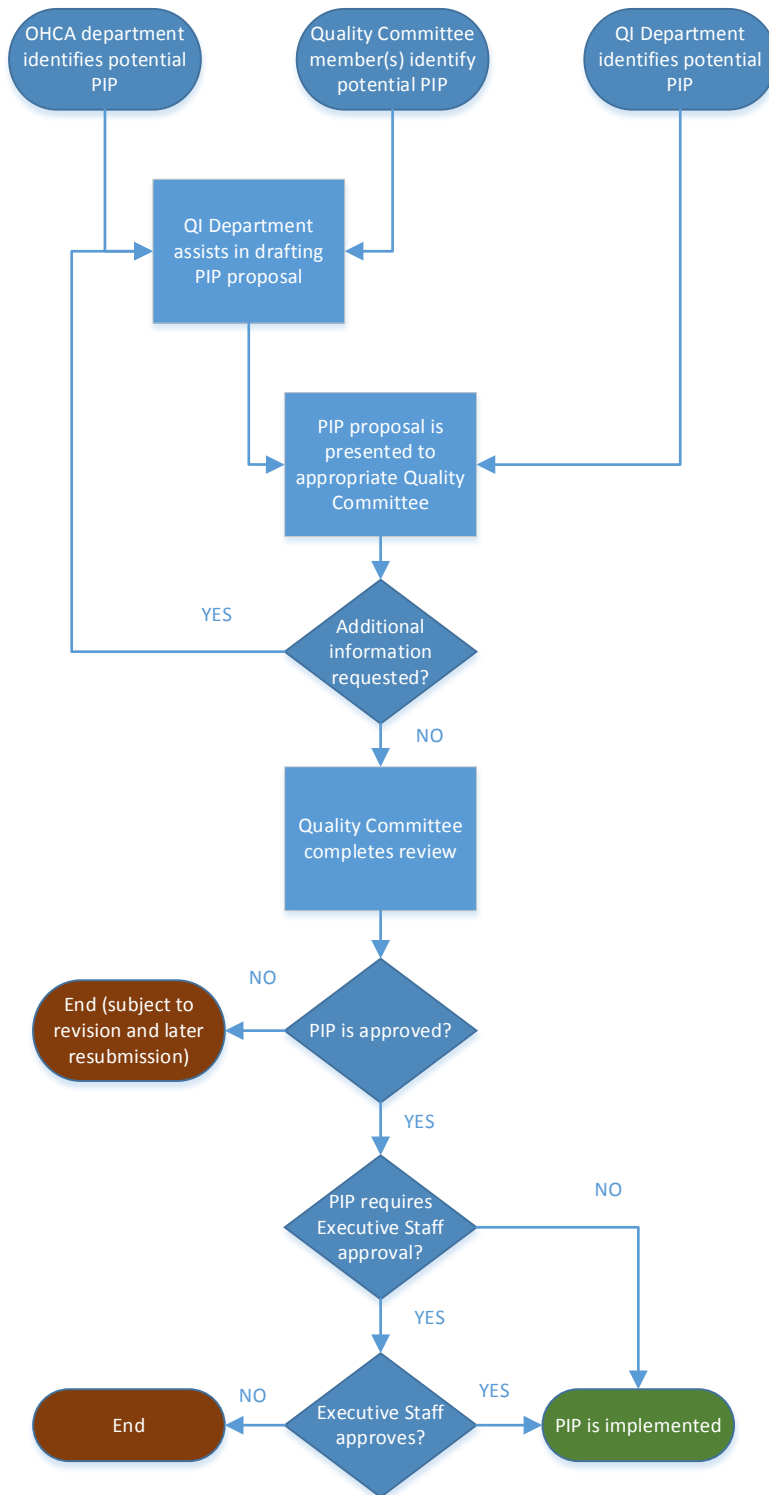 OHCA department
identifies potential
PIP
Quality Committee
member(s) identify
potential PIP
QI Department
identifies potential
PIP
QI Department
assists in drafting
PIP proposal
PIP proposal is
presented to
appropriate Quality
Committee
YES
Additional
information
requested?
NO
Quality Committee
completes review
NO
End (subject to
revision and later
resubmission)
PIP is approved?
YES
PIP requires
Executive Staff
approval?
NO
YES
NO
YES
End
Executive Staff
approves?
PIP is implemented